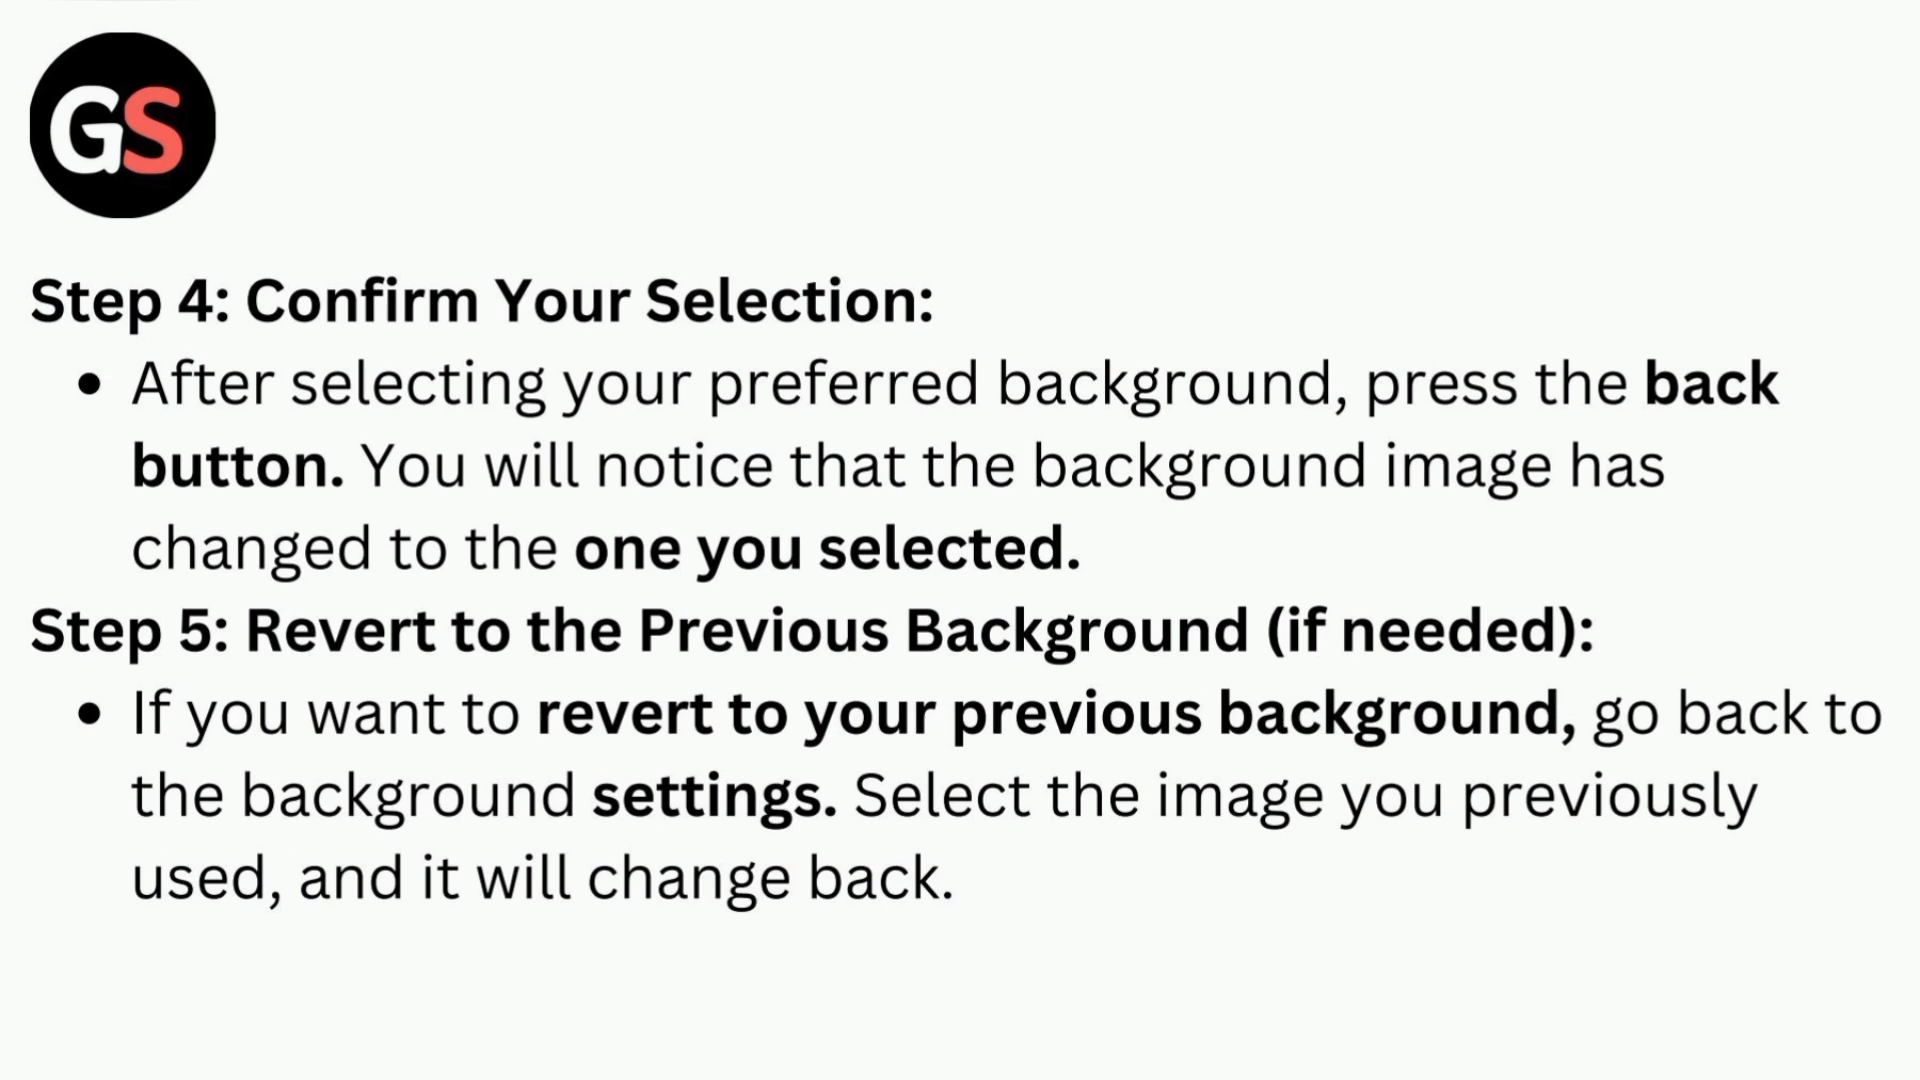 GS
Step 4: Confirm Your Selection:
• After selecting your preferred background, press the back
button. You will notice that the background image has
changed to the one you selected.
Step 5: Revert to the Previous Background (if needed):
• If you want to revert to your previous background, go back to
the background settings. Select the image you previously
used, and it will change back.